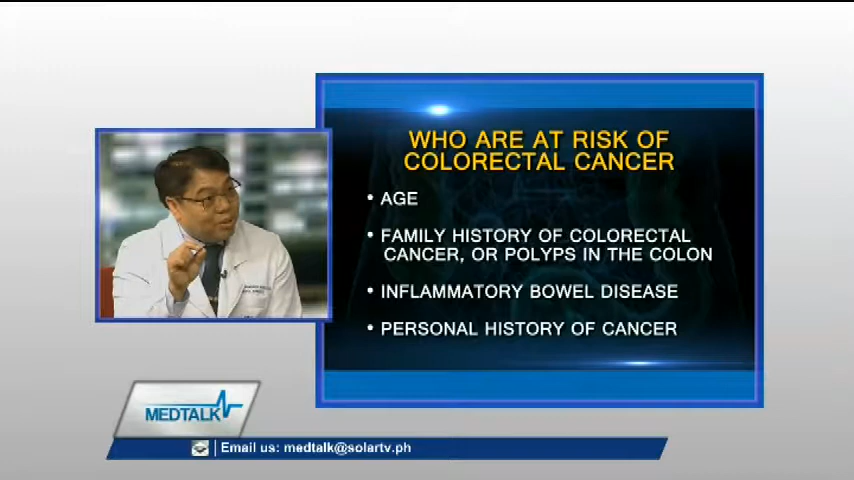 WHO ARE AT RISK OF
COLORECTAL CANCER
• AGE
• FAMILY HISTORY OF COLORECTAL
CANCER, OR POLYPS IN THE COLON
• INFLAMMATORY BOWEL DISEASE
• PERSONAL HISTORY OF CANCER
MEDTALK
Email us: medtalk@solartv.ph